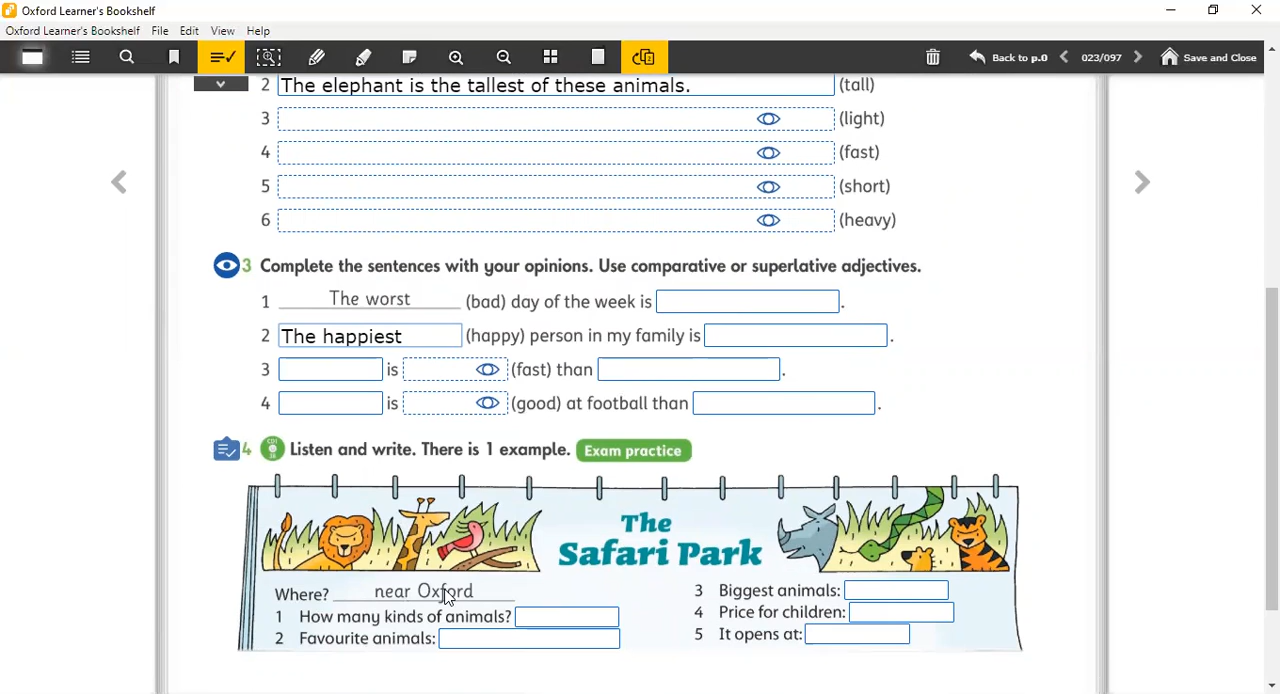 Oxford Learner's Bookshelf
Oxford Learner's Bookshelf File Edit View Help
Back to p.0 023/097 Save and Close
2 The elephant is the tallest of these animals. (tall)
3 (light)
4 (fast)
5 (short)
6 (heavy)
3 Complete the sentences with your opinions. Use comparative or superlative adjectives.
1 The worst (bad) day of the week is .
2 The happiest (happy) person in my family is .
3 is (fast) than .
4 is (good) at football than .
4 Listen and write. There is 1 example. Exam practice
The
Safari Park
Where? near Oxford
1 How many kinds of animals?
2 Favourite animals:
3 Biggest animals:
4 Price for children:
5 It opens at: